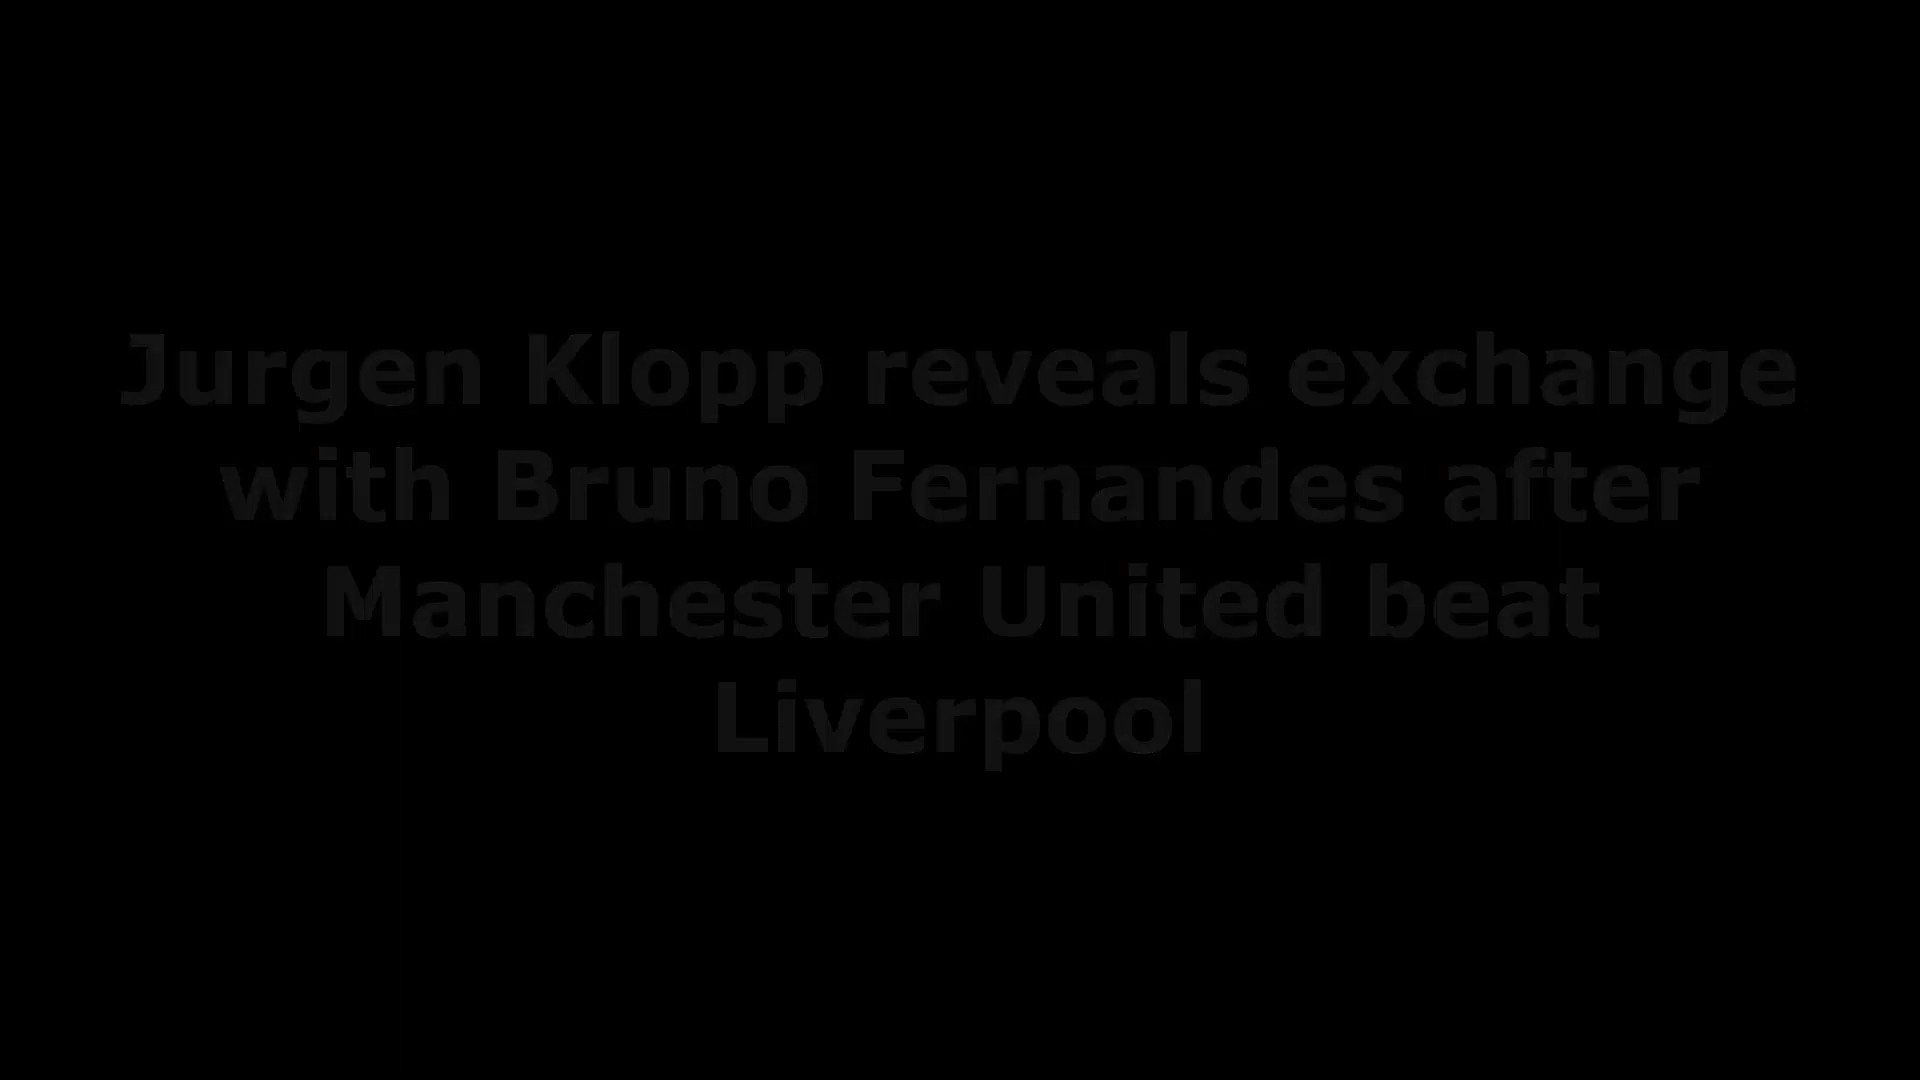 Jurgen Klopp reveals exchange
with Bruno Fernandes after
Manchester United beat
Liverpool